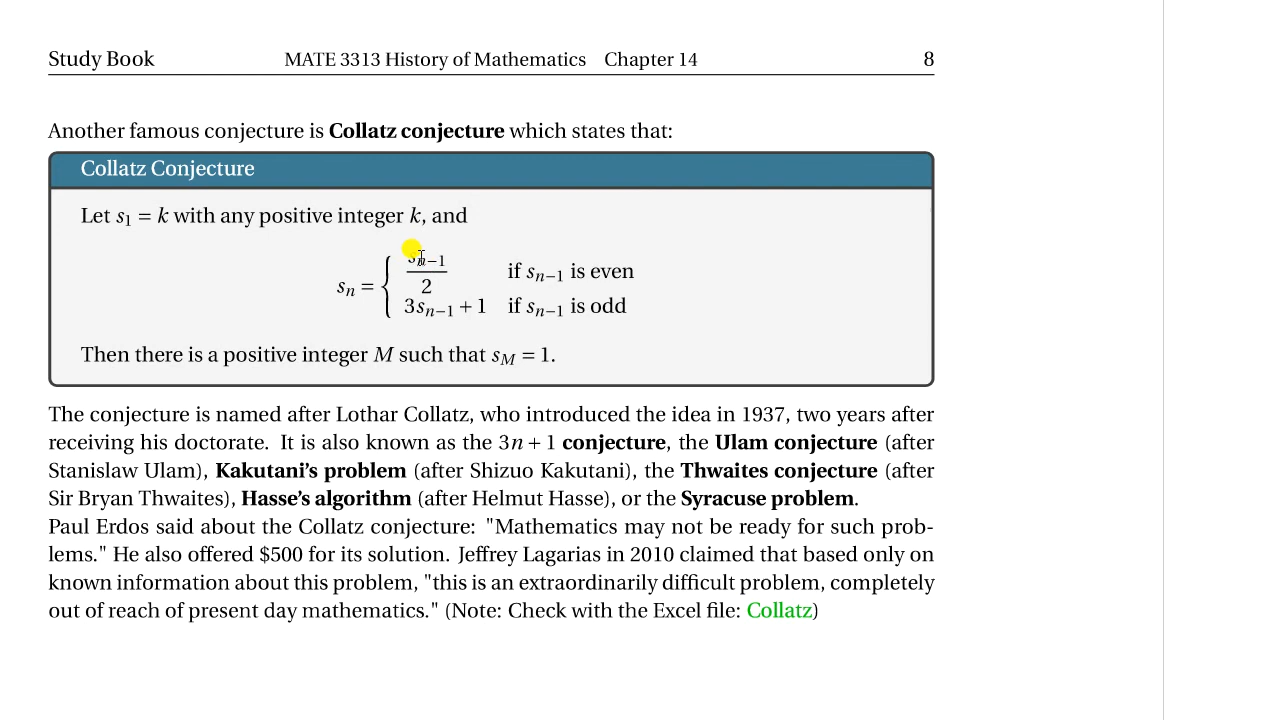 Study Book MATE 3313 History of Mathematics Chapter 14 8
Another famous conjecture is Collatz conjecture which states that:
Collatz Conjecture
Let s₁ = k with any positive integer k, and
sₙ = { sₙ₋₁/2 if sₙ₋₁ is even
3sₙ₋₁ + 1 if sₙ₋₁ is odd
Then there is a positive integer M such that s_M = 1.
The conjecture is named after Lothar Collatz, who introduced the idea in 1937, two years after
receiving his doctorate. It is also known as the 3n + 1 conjecture, the Ulam conjecture (after
Stanislaw Ulam), Kakutani's problem (after Shizuo Kakutani), the Thwaites conjecture (after
Sir Bryan Thwaites), Hasse's algorithm (after Helmut Hasse), or the Syracuse problem.
Paul Erdos said about the Collatz conjecture: "Mathematics may not be ready for such prob-
lems." He also offered $500 for its solution. Jeffrey Lagarias in 2010 claimed that based only on
known information about this problem, "this is an extraordinarily difficult problem, completely
out of reach of present day mathematics." (Note: Check with the Excel file: Collatz)